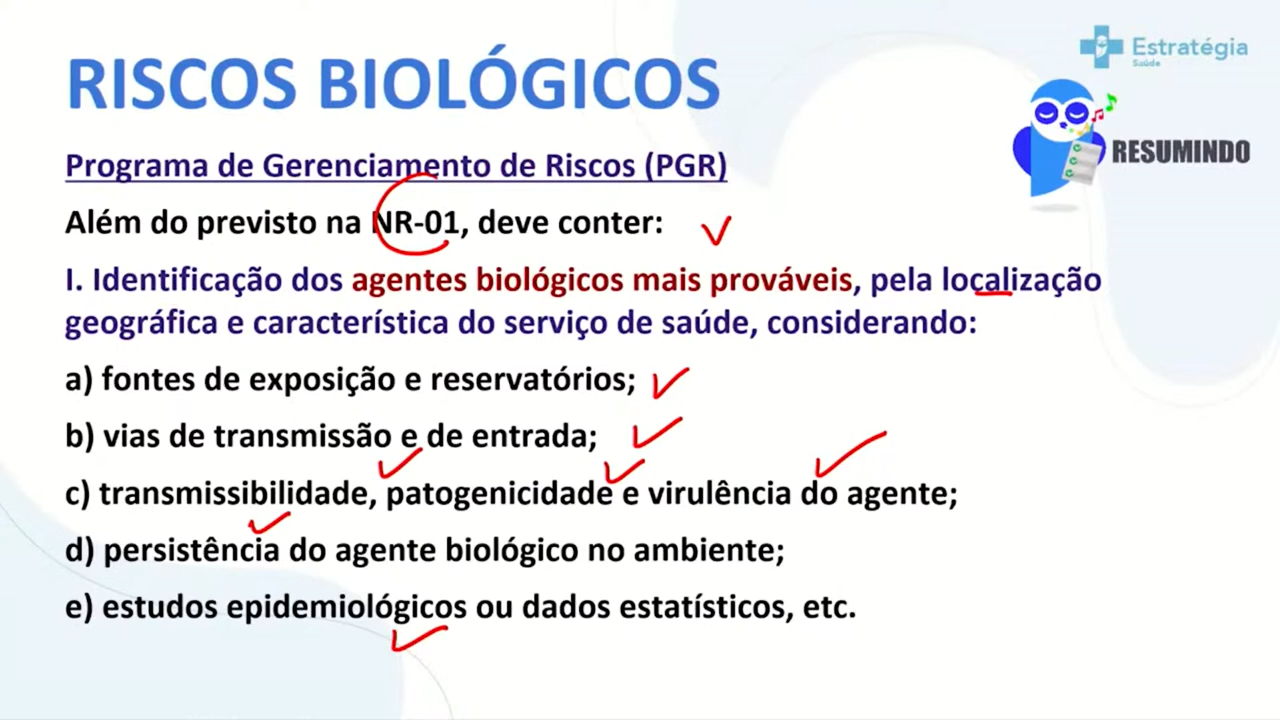 Estratégia
Saúde
RISCOS BIOLÓGICOS
RESUMINDO
Programa de Gerenciamento de Riscos (PGR)
Além do previsto na NR-01, deve conter:
I. Identificação dos agentes biológicos mais prováveis, pela localização
geográfica e característica do serviço de saúde, considerando:
a) fontes de exposição e reservatórios;
b) vias de transmissão e de entrada;
c) transmissibilidade, patogenicidade e virulência do agente;
d) persistência do agente biológico no ambiente;
e) estudos epidemiológicos ou dados estatísticos, etc.